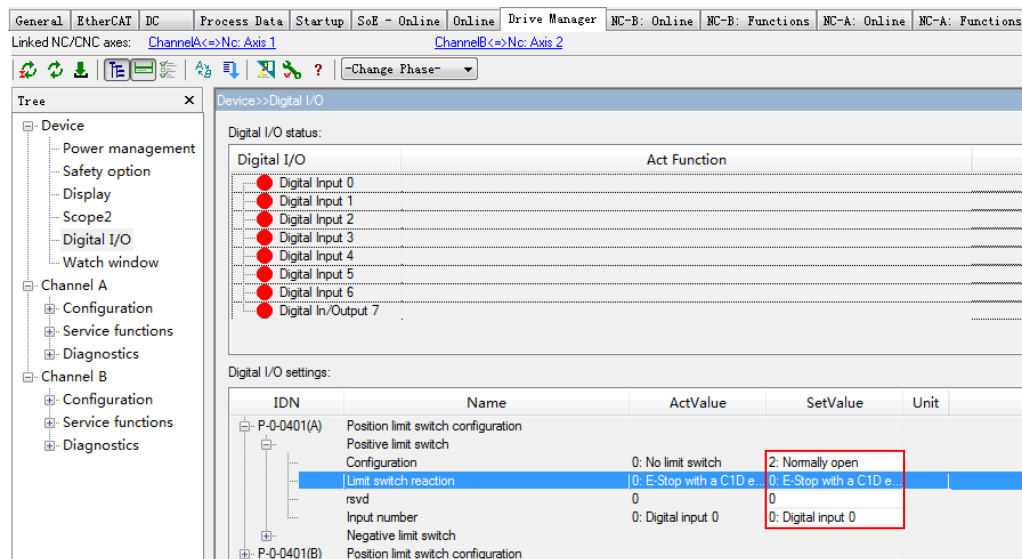 General EtherCAT DC Process Data Startup SoE - Online Online Drive Manager NC-B: Online NC-B: Functions NC-A: Online NC-A: Functions
Linked NC/CNC axes: ChannelA<=>Nc: Axis 1 ChannelB<=>Nc: Axis 2
-Change Phase-
Tree
Device
Power management
Safety option
Display
Scope2
Digital I/O
Watch window
Channel A
Configuration
Service functions
Diagnostics
Channel B
Configuration
Service functions
Diagnostics
Device>>Digital I/O
Digital I/O status:
Digital I/O Act Function
Digital Input 0
Digital Input 1
Digital Input 2
Digital Input 3
Digital Input 4
Digital Input 5
Digital Input 6
Digital In/Output 7
Digital I/O settings:
IDN Name ActValue SetValue Unit
P-0-0401(A) Position limit switch configuration
Positive limit switch
Configuration 0: No limit switch 2: Normally open
Limit switch reaction 0: E-Stop with a C1D e... 0: E-Stop with a C1D e...
rsvd 0 0
Input number 0: Digital input 0 0: Digital input 0
Negative limit switch
P-0-0401(B) Position limit switch configuration